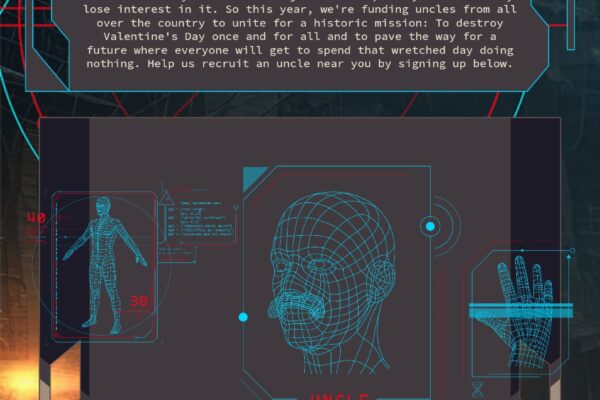 lose interest in it. So this year, we're funding uncles from all
over the country to unite for a historic mission: To destroy
Valentine's Day once and for all and to pave the way for a
future where everyone will get to spend that wretched day doing
nothing. Help us recruit an uncle near you by signing up below.
40
38
UNCLE